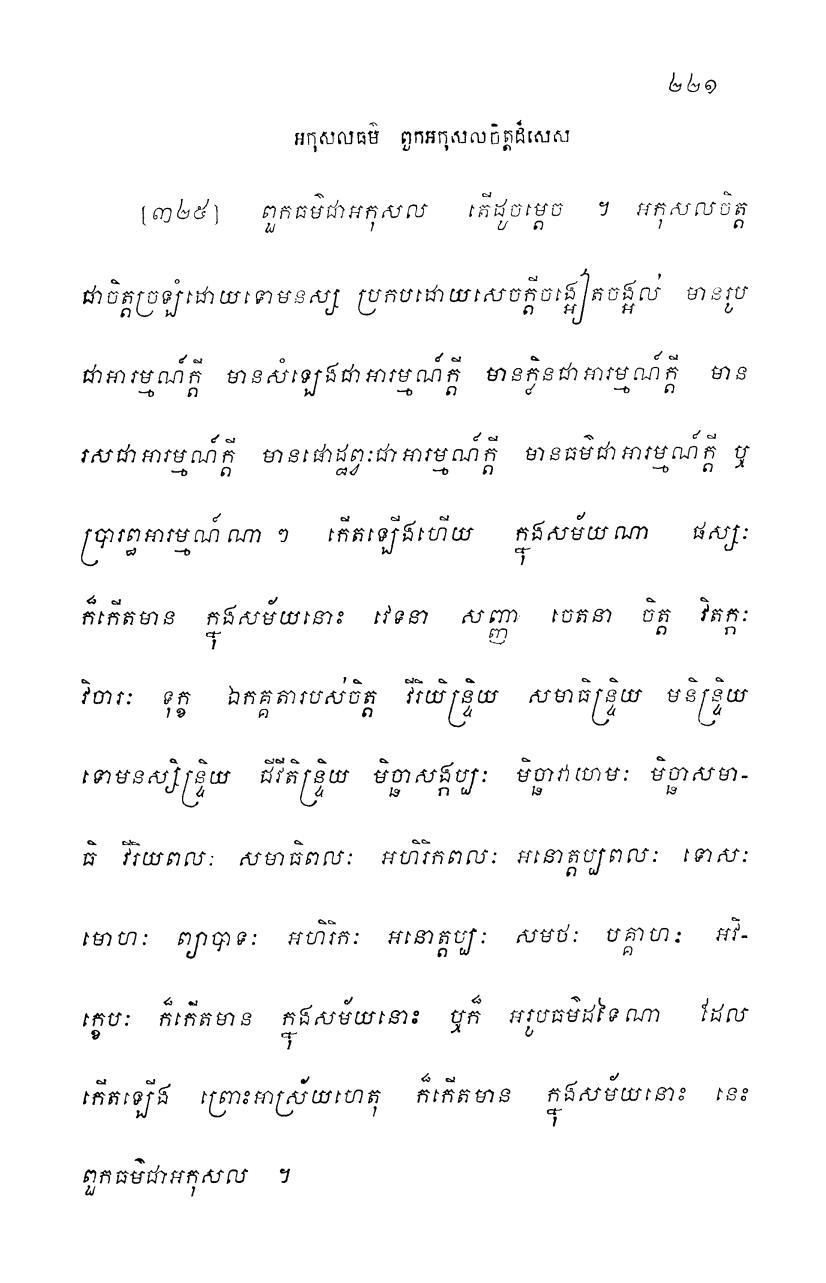 ២២១
អកុសលធម៌ ពួកអកុសលចិត្តដ៏សេស
[៣២៥] ពួកធម៌ជាអកុសល តើដូចម្តេច ។ អកុសលចិត្ត
ជាចិត្តច្រឡំដោយទោមនស្ស ប្រកបដោយសេចក្តីចង្អៀតចង្អល់ មានរូប
ជាអារម្មណ៍ក្តី មានសំឡេងជាអារម្មណ៍ក្តី មានក្លិនជាអារម្មណ៍ក្តី មាន
រសជាអារម្មណ៍ក្តី មានផោដ្ឋព្វៈជាអារម្មណ៍ក្តី មានធម៌ជាអារម្មណ៍ក្តី ឬ
ប្រារព្ធអារម្មណ៍ណា ៗ កើតឡើងហើយ ក្នុងសម័យណា ផស្សៈ
ក៏កើតមាន ក្នុងសម័យនោះ វេទនា សញ្ញា ចេតនា ចិត្ត វិតក្កៈ
វិចារៈ ទុក្ខ ឯកគ្គតារបស់ចិត្ត វីរិយិន្ទ្រិយ សមាធិន្ទ្រិយ មនិន្ទ្រិយ
ទោមនស្សិន្ទ្រិយ ជីវីតិន្ទ្រិយ មិច្ឆាសង្កប្បៈ មិច្ឆាវាយាមៈ មិច្ឆាសមា-
ធិ វីរិយពលៈ សមាធិពលៈ អហិរិកពលៈ អនោត្តប្បពលៈ ទោសៈ
មោហៈ ព្យាបាទៈ អហិរិកៈ អនោត្តប្បៈ សមថៈ បគ្គាហៈ អវិ-
ក្ខេបៈ ក៏កើតមាន ក្នុងសម័យនោះ ឬក៏ អរូបធម៌ដទៃណា ដែល
កើតឡើង ព្រោះអាស្រ័យហេតុ ក៏កើតមាន ក្នុងសម័យនោះ នេះ
ពួកធម៌ជាអកុសល ។